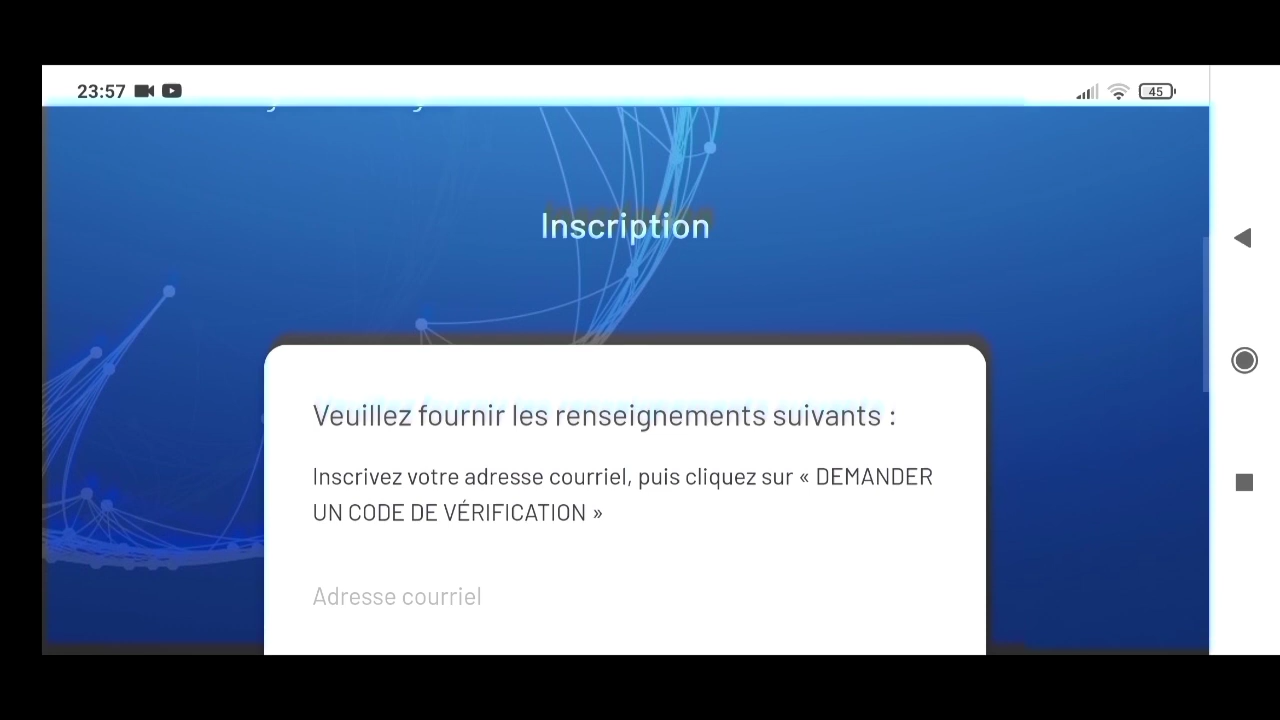 23:57
45
Inscription
Veuillez fournir les renseignements suivants :
Inscrivez votre adresse courriel, puis cliquez sur « DEMANDER
UN CODE DE VÉRIFICATION »
Adresse courriel